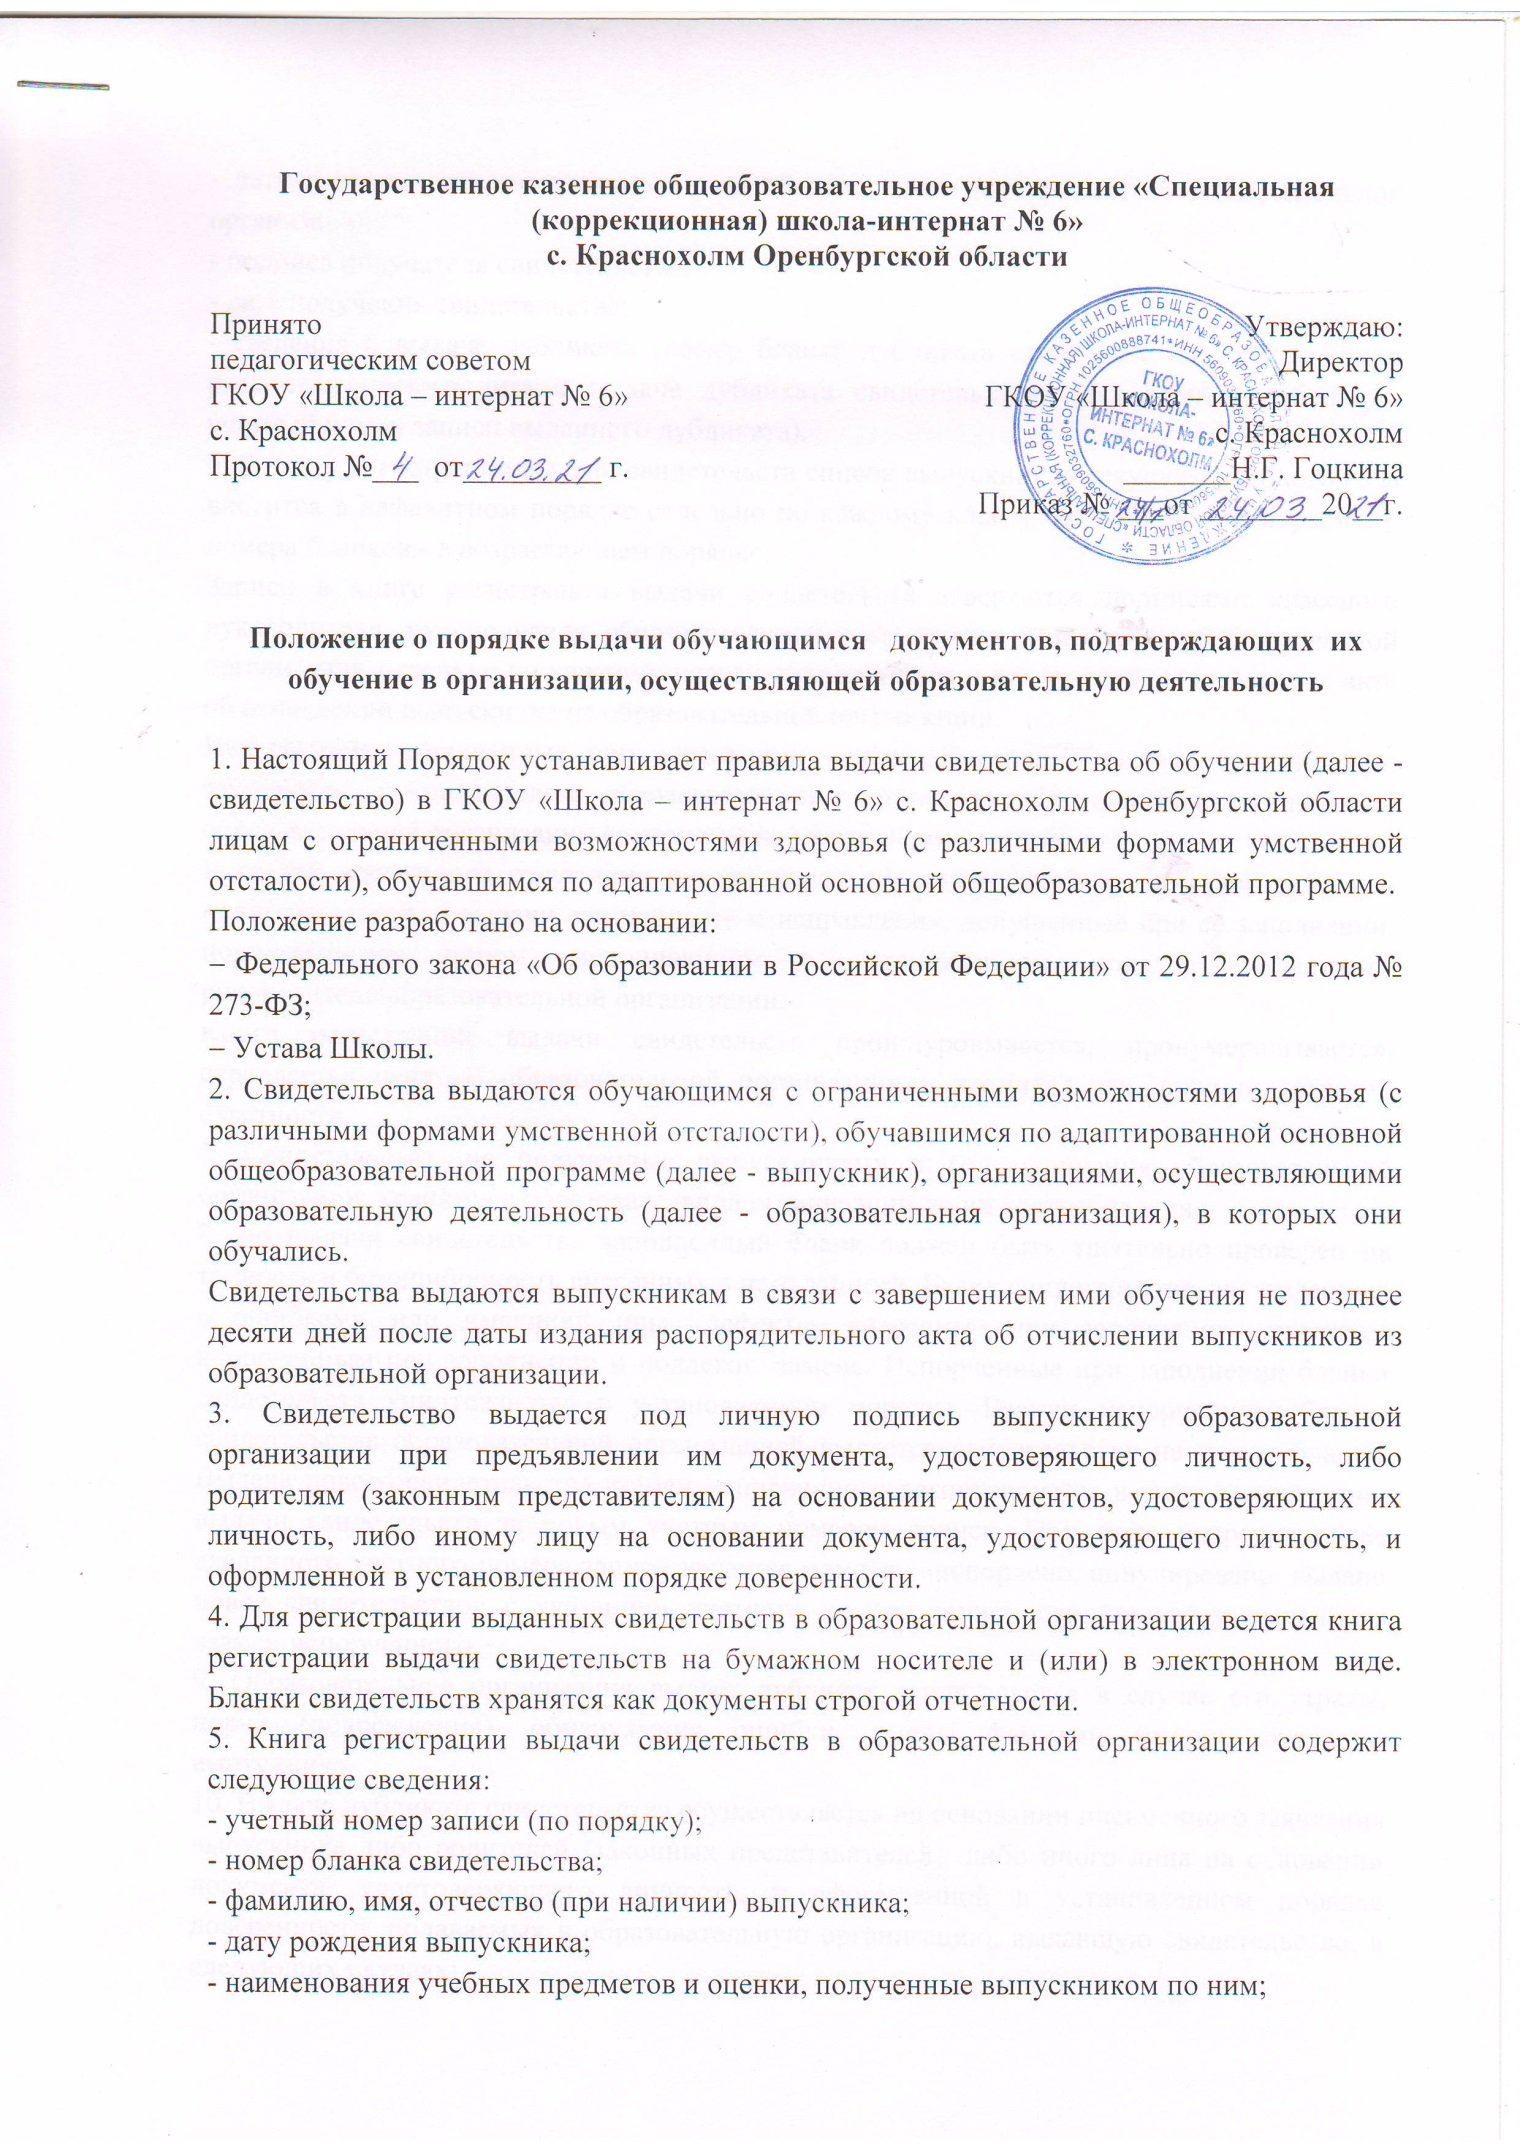 Государственное казенное общеобразовательное учреждение «Специальная
(коррекционная) школа-интернат № 6»
с. Краснохолм Оренбургской области
Принято
педагогическим советом
ГКОУ «Школа – интернат № 6»
с. Краснохолм
Протокол № 4 от 24.03.21 г.
Утверждаю:
Директор
ГКОУ «Школа – интернат № 6»
с. Краснохолм
Н.Г. Гоцкина
Приказ № от 24.03. 2021г.
ГКОУ
«ШКОЛА-
ИНТЕРНАТ № 6»
С. КРАСНОХОЛМ
Положение о порядке выдачи обучающимся документов, подтверждающих их
обучение в организации, осуществляющей образовательную деятельность
1. Настоящий Порядок устанавливает правила выдачи свидетельства об обучении (далее -
свидетельство) в ГКОУ «Школа – интернат № 6» с. Краснохолм Оренбургской области
лицам с ограниченными возможностями здоровья (с различными формами умственной
отсталости), обучавшимся по адаптированной основной общеобразовательной программе.
Положение разработано на основании:
– Федерального закона «Об образовании в Российской Федерации» от 29.12.2012 года №
273-ФЗ;
– Устава Школы.
2. Свидетельства выдаются обучающимся с ограниченными возможностями здоровья (с
различными формами умственной отсталости), обучавшимся по адаптированной основной
общеобразовательной программе (далее - выпускник), организациями, осуществляющими
образовательную деятельность (далее - образовательная организация), в которых они
обучались.
Свидетельства выдаются выпускникам в связи с завершением ими обучения не позднее
десяти дней после даты издания распорядительного акта об отчислении выпускников из
образовательной организации.
3. Свидетельство выдается под личную подпись выпускнику образовательной
организации при предъявлении им документа, удостоверяющего личность, либо
родителям (законным представителям) на основании документов, удостоверяющих их
личность, либо иному лицу на основании документа, удостоверяющего личность, и
оформленной в установленном порядке доверенности.
4. Для регистрации выданных свидетельств в образовательной организации ведется книга
регистрации выдачи свидетельств на бумажном носителе и (или) в электронном виде.
Бланки свидетельств хранятся как документы строгой отчетности.
5. Книга регистрации выдачи свидетельств в образовательной организации содержит
следующие сведения:
- учетный номер записи (по порядку);
- номер бланка свидетельства;
- фамилию, имя, отчество (при наличии) выпускника;
- дату рождения выпускника;
- наименования учебных предметов и оценки, полученные выпускником по ним;